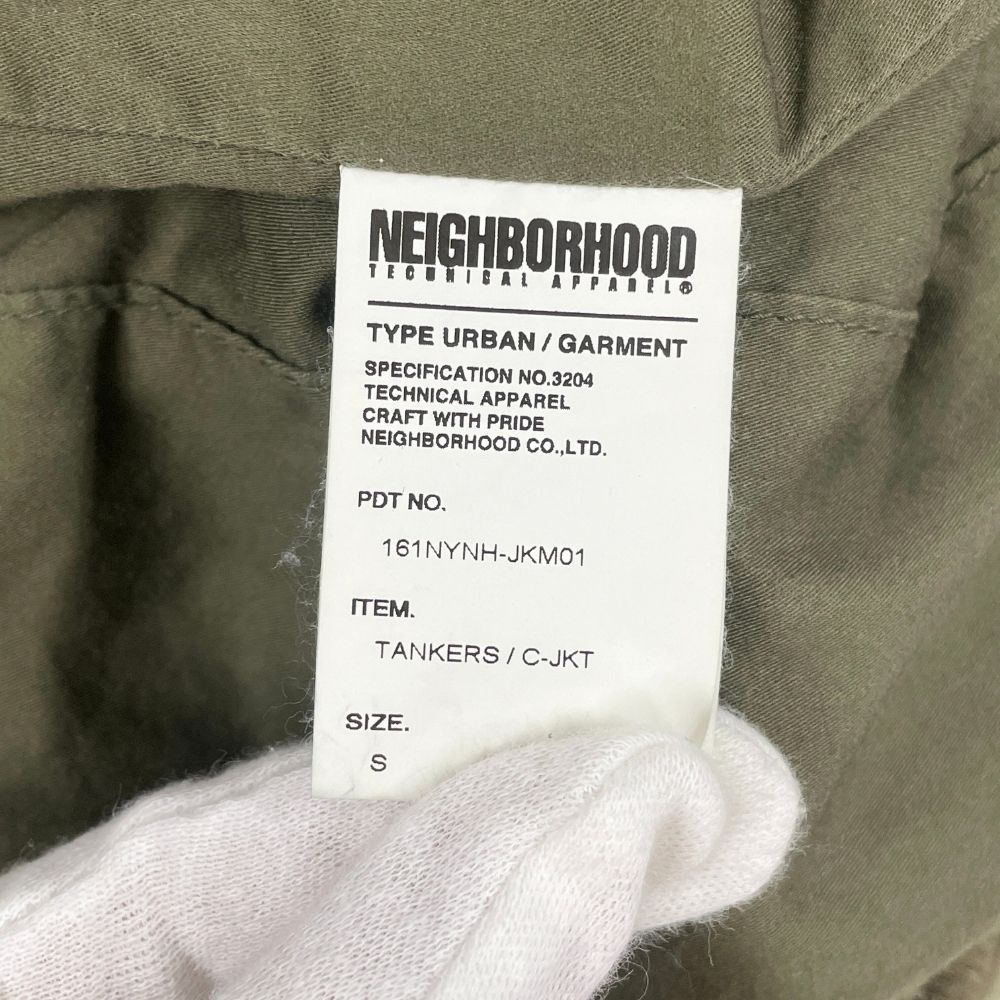 NEIGHBORHOOD
TECHNICAL APPAREL®
TYPE URBAN / GARMENT
SPECIFICATION NO.3204
TECHNICAL APPAREL
CRAFT WITH PRIDE
NEIGHBORHOOD CO.,LTD.
PDT NO.
161NYNH-JKM01
ITEM.
TANKERS / C-JKT
SIZE.
S